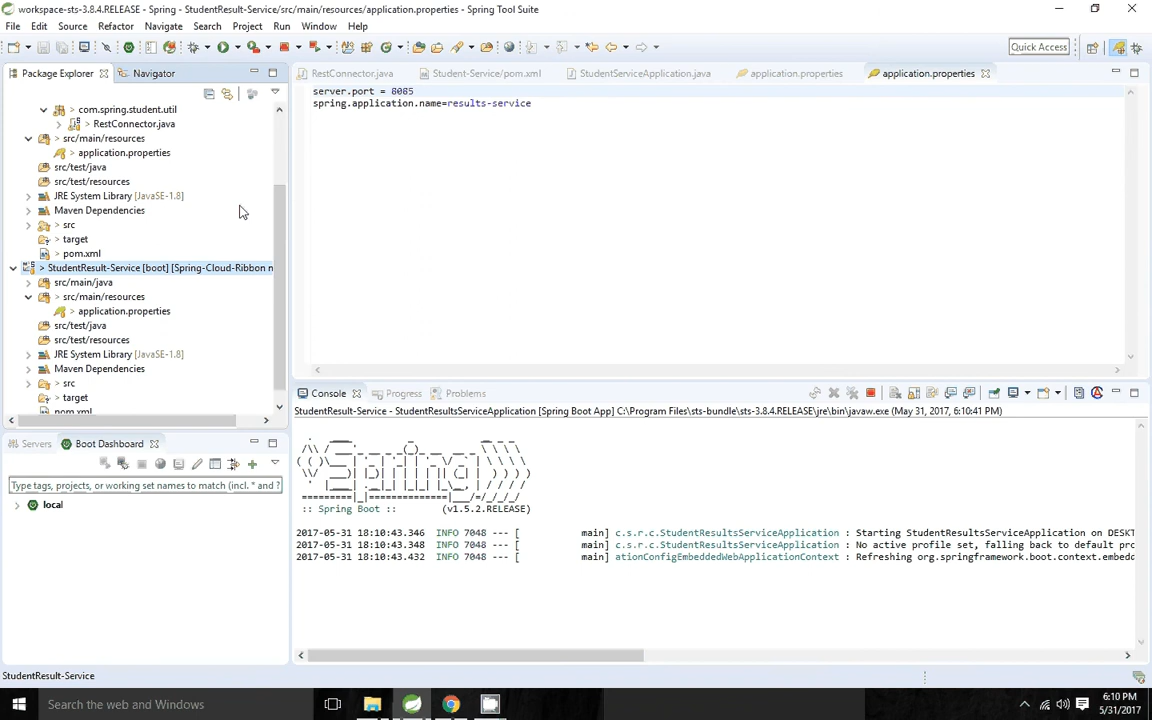 workspace-sts-3.8.4.RELEASE - Spring - StudentResult-Service/src/main/resources/application.properties - Spring Tool Suite
File Edit Source Refactor Navigate Search Project Run Window Help
Quick Access
Package Explorer Navigator
> com.spring.student.util
> RestConnector.java
> src/main/resources
> application.properties
src/test/java
src/test/resources
JRE System Library [JavaSE-1.8]
Maven Dependencies
> src
> target
> pom.xml
> StudentResult-Service [boot] [Spring-Cloud-Ribbon
src/main/java
> src/main/resources
> application.properties
src/test/java
src/test/resources
JRE System Library [JavaSE-1.8]
Maven Dependencies
> src
> target
pom.xml
RestConnector.java Student-Service/pom.xml StudentServiceApplication.java application.properties application.properties
server.port = 8085
spring.application.name=results-service
Servers Boot Dashboard
Type tags, projects, or working set names to match (incl. * and ?
local
Console Progress Problems
StudentResult-Service - StudentResultsServiceApplication [Spring Boot App] C:\Program Files\sts-bundle\sts-3.8.4.RELEASE\jre\bin\javaw.exe (May 31, 2017, 6:10:41 PM)
Spring
:: Spring Boot :: (v1.5.2.RELEASE)
2017-05-31 18:10:43.346 INFO 7048 --- [ main] c.s.r.c.StudentResultsServiceApplication : Starting StudentResultsServiceApplication on DESKT
2017-05-31 18:10:43.348 INFO 7048 --- [ main] c.s.r.c.StudentResultsServiceApplication : No active profile set, falling back to default pro
2017-05-31 18:10:43.432 INFO 7048 --- [ main] ationConfigEmbeddedWebApplicationContext : Refreshing org.springframework.boot.context.embedd
StudentResult-Service
Search the web and Windows
6:10 PM
5/31/2017